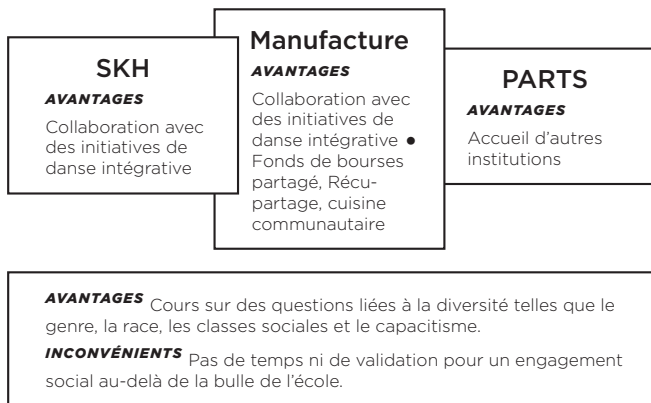 SKH
AVANTAGES
Collaboration avec
des initiatives de
danse intégrative
Manufacture
AVANTAGES
Collaboration avec
des initiatives de
danse intégrative ●
Fonds de bourses
partagé, Récu-
partage, cuisine
communautaire
PARTS
AVANTAGES
Accueil d’autres
institutions
AVANTAGES Cours sur des questions liées à la diversité telles que le
genre, la race, les classes sociales et le capacitisme.
INCONVÉNIENTS Pas de temps ni de validation pour un engagement
social au-delà de la bulle de l’école.